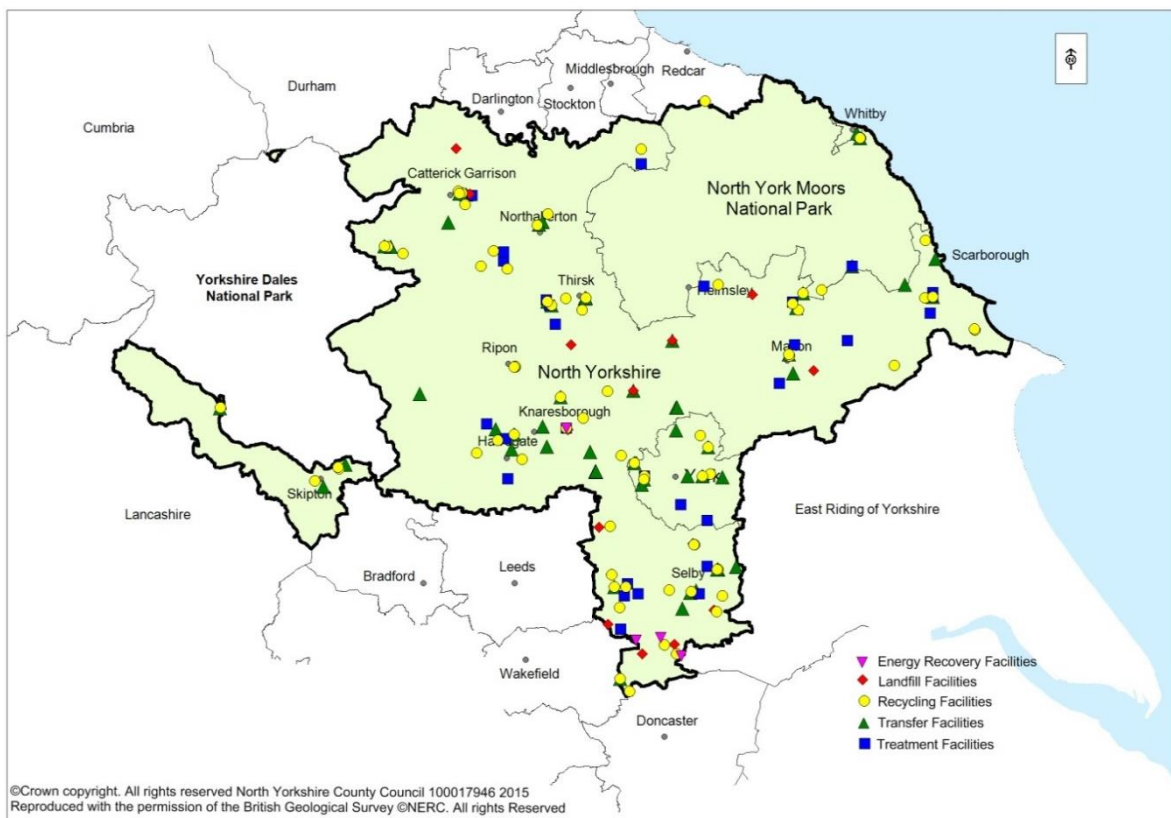 Redcar
Middlesbrough
Stockton
Darlington
Durham
Cumbria
Whitby
Catterick Garrison
North York Moors
National Park
Northallerton
Scarborough
Yorkshire Dales
National Park
Thirsk
Helmsley
Ripon
North Yorkshire
Malton
Knaresborough
Harrogate
Skipton
York
Lancashire
East Riding of Yorkshire
Bradford
Leeds
Selby
Wakefield
Doncaster
Energy Recovery Facilities
Landfill Facilities
Recycling Facilities
Transfer Facilities
Treatment Facilities
©Crown copyright. All rights reserved North Yorkshire County Council 100017946 2015
Reproduced with the permission of the British Geological Survey ©NERC. All rights Reserved